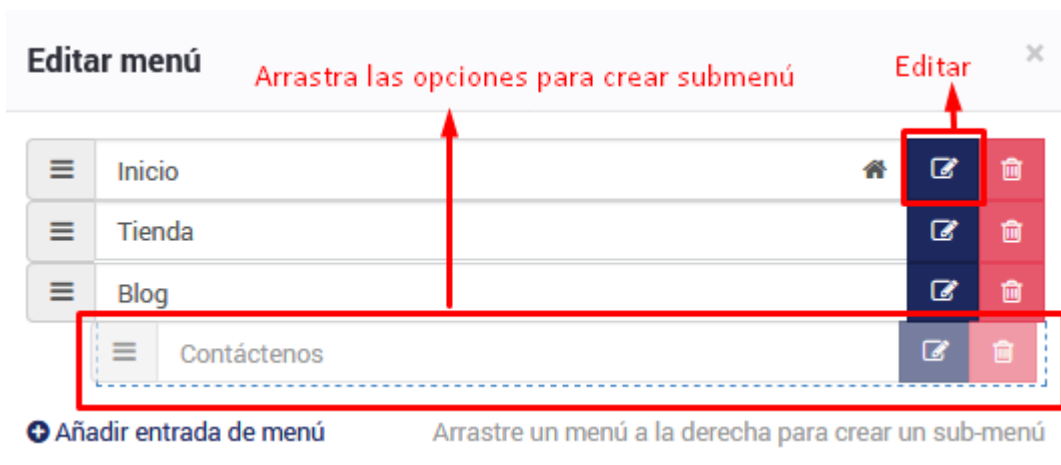 Editar menú
Arrastra las opciones para crear submenú
Editar
×
Inicio
Tienda
Blog
Contáctenos
Añadir entrada de menú
Arrastre un menú a la derecha para crear un sub-menú